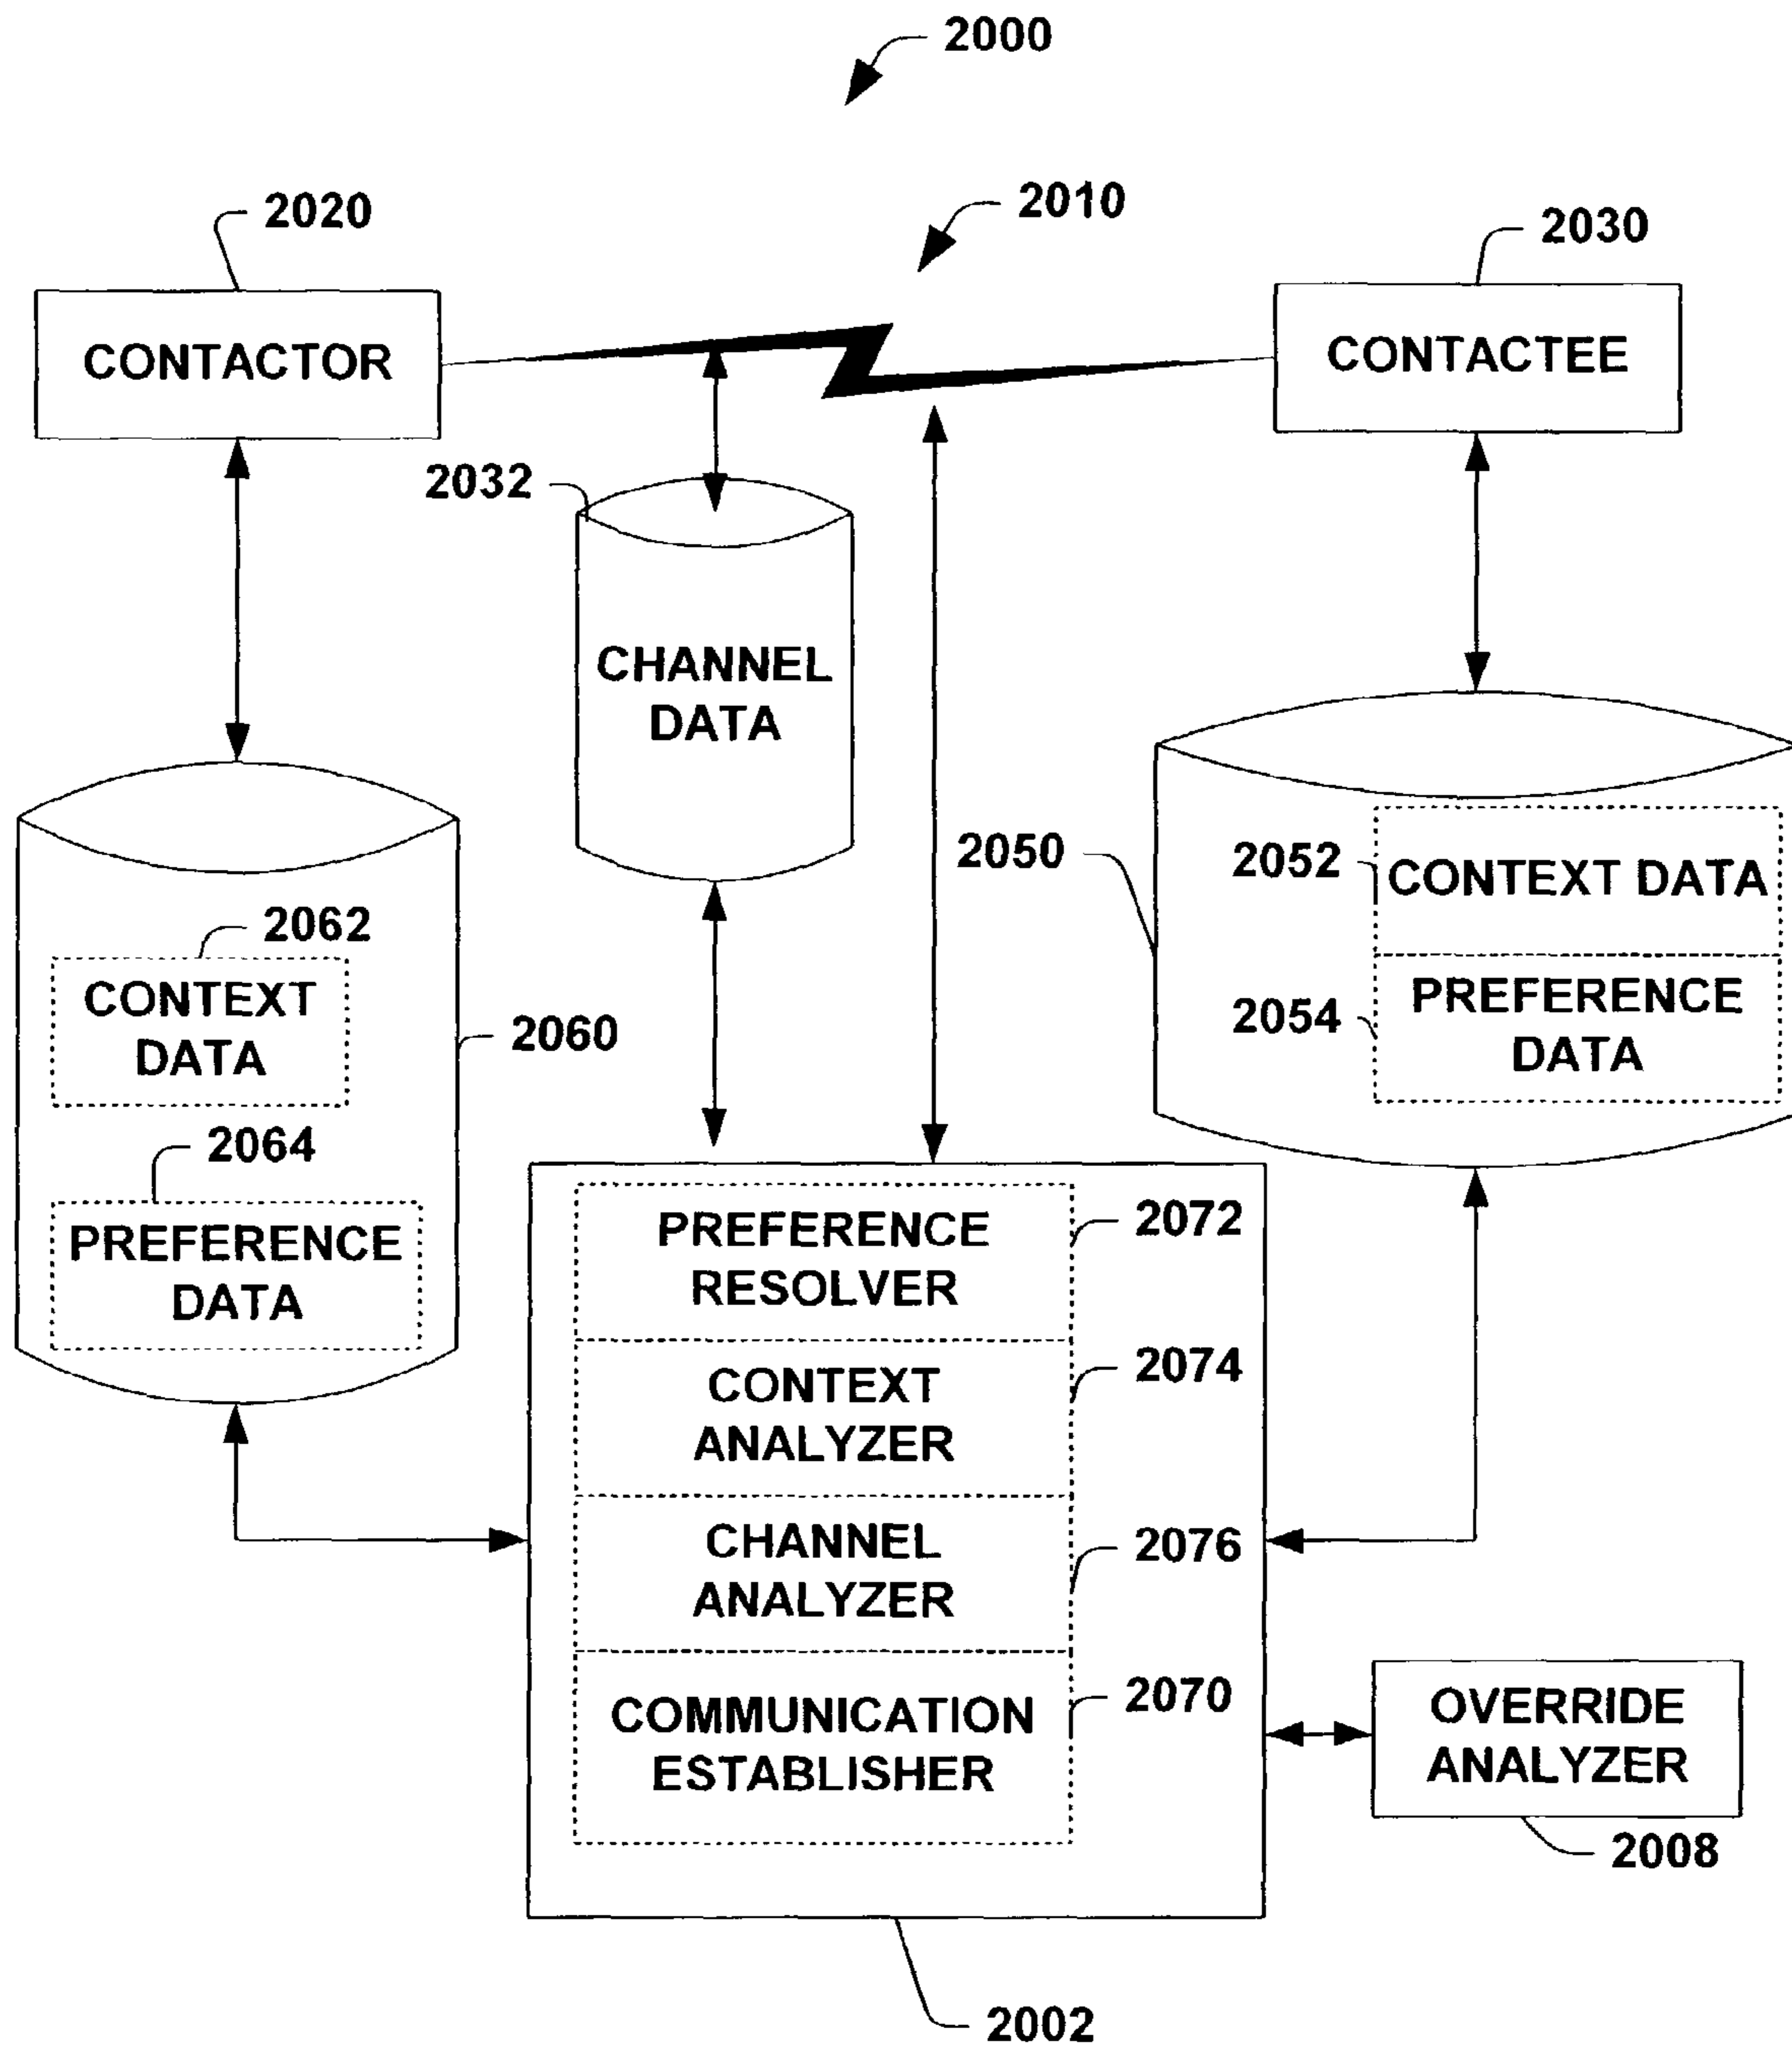 2000
2010
2020
2030
CONTACTOR
CONTACTEE
2032
CHANNEL
DATA
2050
2052
CONTEXT DATA
2054
PREFERENCE
DATA
2062
CONTEXT
DATA
2060
2064
PREFERENCE
DATA
PREFERENCE
RESOLVER
2072
CONTEXT
ANALYZER
2074
CHANNEL
ANALYZER
2076
COMMUNICATION
ESTABLISHER
2070
OVERRIDE
ANALYZER
2008
2002